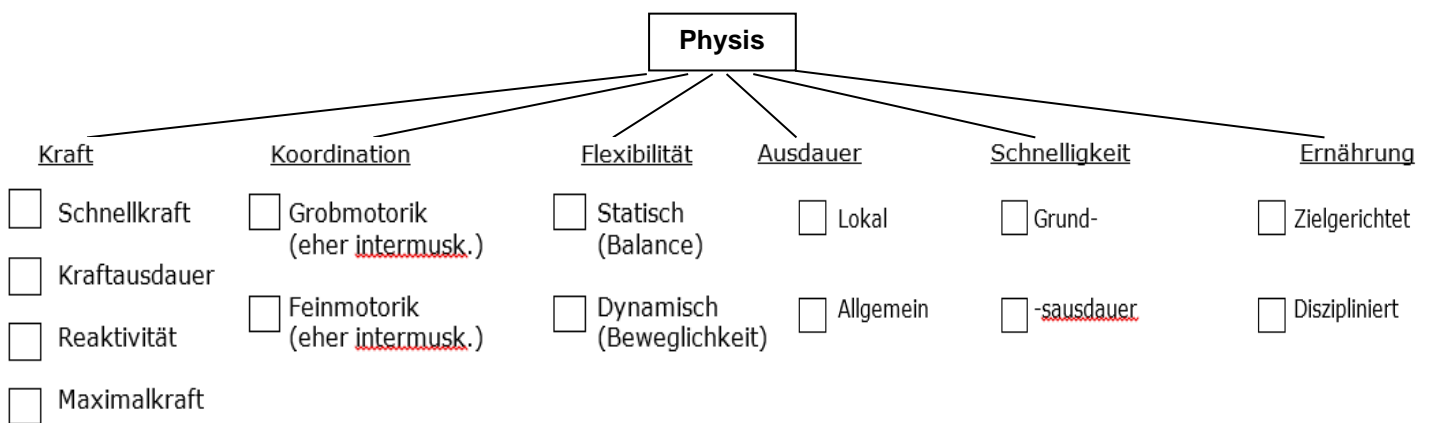 Physis
Kraft
Schnellkraft
Kraftausdauer
Reaktivität
Maximalkraft
Koordination
Grobmotorik
(eher intermusk.)
Feinmotorik
(eher intermusk.)
Flexibilität
Statisch
(Balance)
Dynamisch
(Beweglichkeit)
Ausdauer
Lokal
Allgemein
Schnelligkeit
Grund-
-sausdauer
Ernährung
Zielgerichtet
Diszipliniert